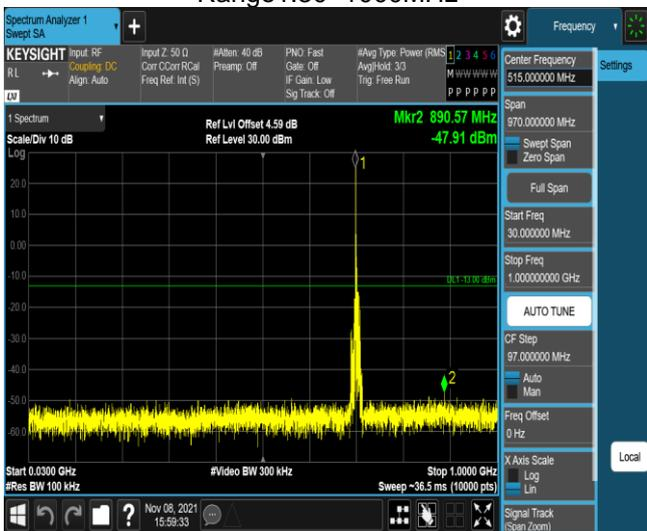 Spectrum Analyzer 1
Swept SA
Frequency
KEYSIGHT
RL
LXI
Input: RF
Coupling: DC
Align: Auto
Input Z: 50 Ω
Corr CCorr RCal
Freq Ref: Int (S)
#Atten: 40 dB
Preamp: Off
PNO: Fast
Gate: Off
IF Gain: Low
Sig Track: Off
#Avg Type: Power (RMS
Avg|Hold: 3/3
Trig: Free Run
1 2 3 4 5 6
M W W W W W
P P P P P P
1 Spectrum
Scale/Div 10 dB
Log
Ref Lvl Offset 4.59 dB
Ref Level 30.00 dBm
Mkr2 890.57 MHz
-47.91 dBm
20.0
10.0
0.00
-10.0
-20.0
-30.0
-40.0
-50.0
-60.0
1
DL1 -13.00 dBm
2
Start 0.0300 GHz
#Res BW 100 kHz
#Video BW 300 kHz
Stop 1.0000 GHz
Sweep ~36.5 ms (10000 pts)
Nov 08, 2021
15:59:33
Center Frequency
515.000000 MHz
Span
970.000000 MHz
Swept Span
Zero Span
Full Span
Start Freq
30.000000 MHz
Stop Freq
1.000000000 GHz
AUTO TUNE
CF Step
97.000000 MHz
Auto
Man
Freq Offset
0 Hz
X Axis Scale
Log
Lin
Signal Track
(Span Zoom)
Settings
Local